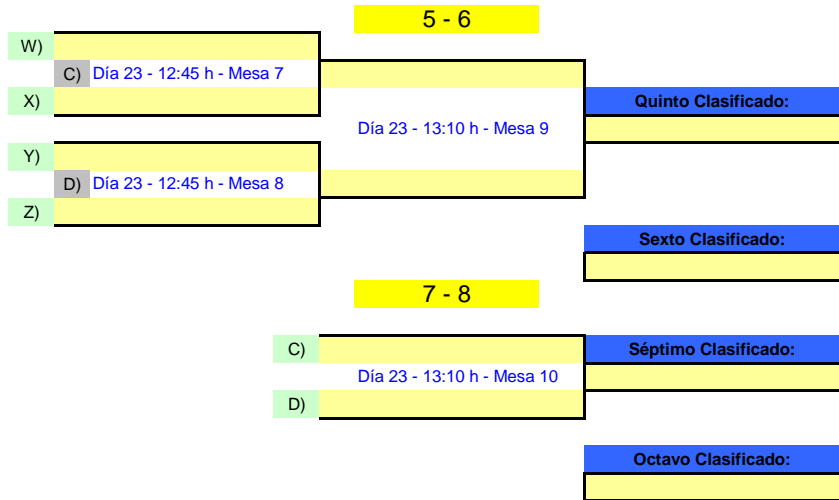 5 - 6
W)
C) Día 23 - 12:45 h - Mesa 7
X)
Quinto Clasificado:
Día 23 - 13:10 h - Mesa 9
Y)
D) Día 23 - 12:45 h - Mesa 8
Z)
Sexto Clasificado:
7 - 8
C)
Séptimo Clasificado:
Día 23 - 13:10 h - Mesa 10
D)
Octavo Clasificado: